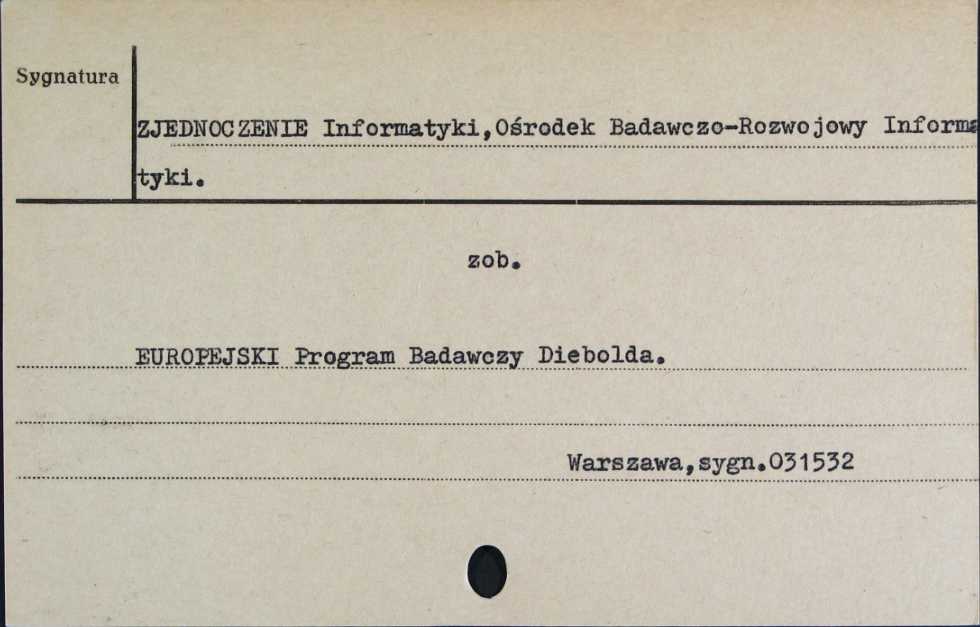 Sygnatura
ZJEDNOCZENIE Informatyki,Ośrodek Badawczo-Rozwojowy Informa
tyki.
zob.
EUROPEJSKI Program Badawczy Diebolda.
Warszawa,sygn.031532